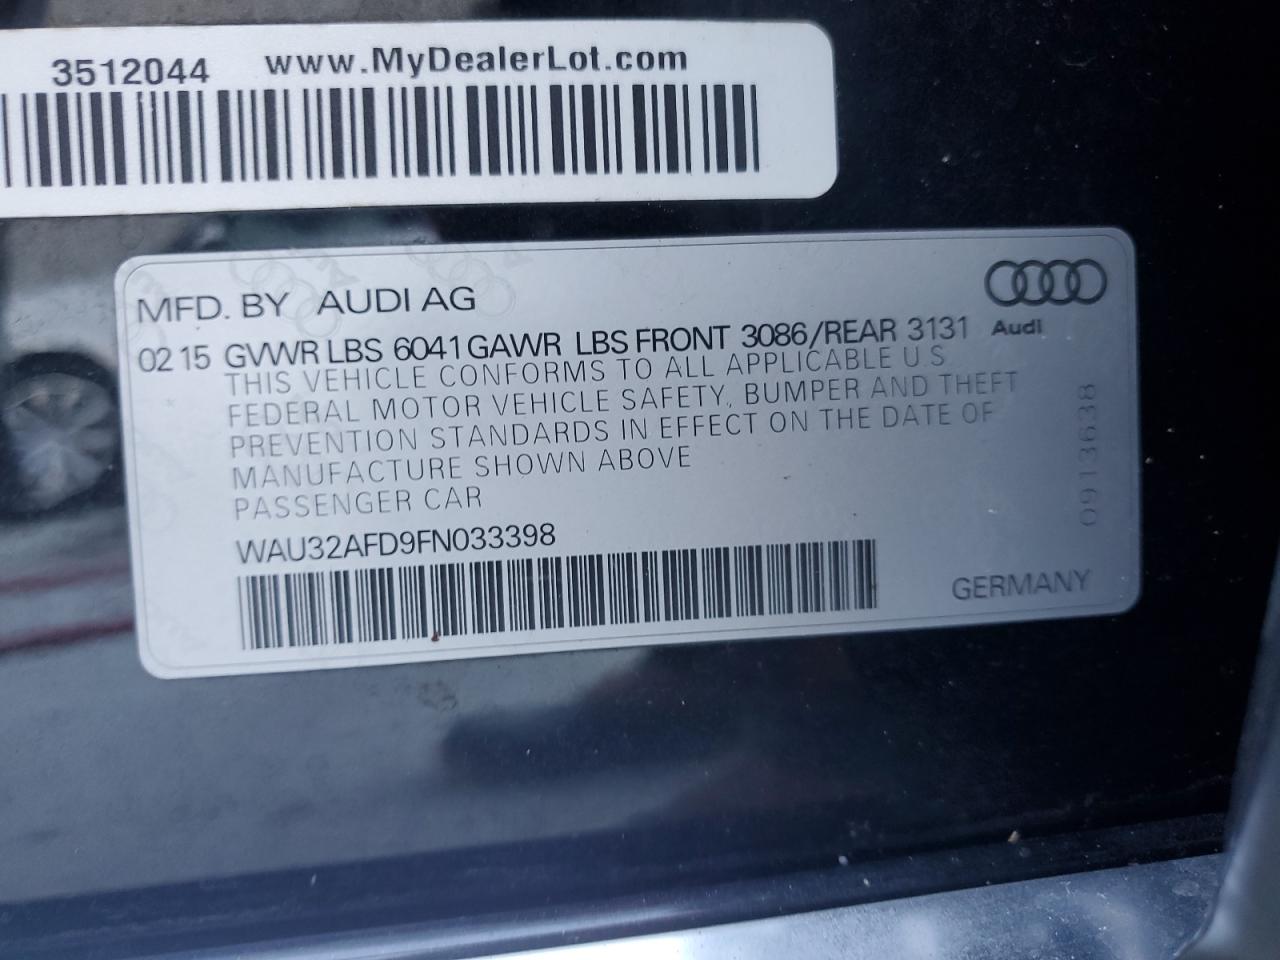 3512044 www.MyDealerLot.com
MFD. BY AUDI AG
Audi
02 15 GVWR LBS 6041 GAWR LBS FRONT 3086/REAR 3131
THIS VEHICLE CONFORMS TO ALL APPLICABLE U.S.
FEDERAL MOTOR VEHICLE SAFETY, BUMPER AND THEFT
PREVENTION STANDARDS IN EFFECT ON THE DATE OF
MANUFACTURE SHOWN ABOVE
PASSENGER CAR
WAU32AFD9FN033398
GERMANY
0913638